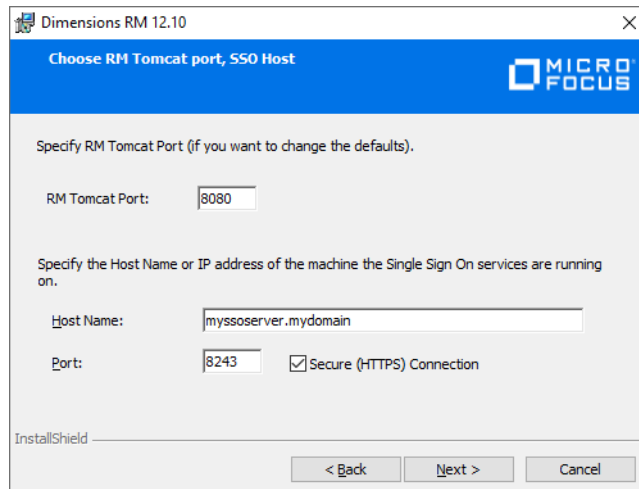 Dimensions RM 12.10
Choose RM Tomcat port, SSO Host
MICRO
FOCUS
Specify RM Tomcat Port (if you want to change the defaults).
RM Tomcat Port: 8080
Specify the Host Name or IP address of the machine the Single Sign On services are running
on.
Host Name: myssoserver.mydomain
Port: 8243 Secure (HTTPS) Connection
InstallShield
< Back Next > Cancel